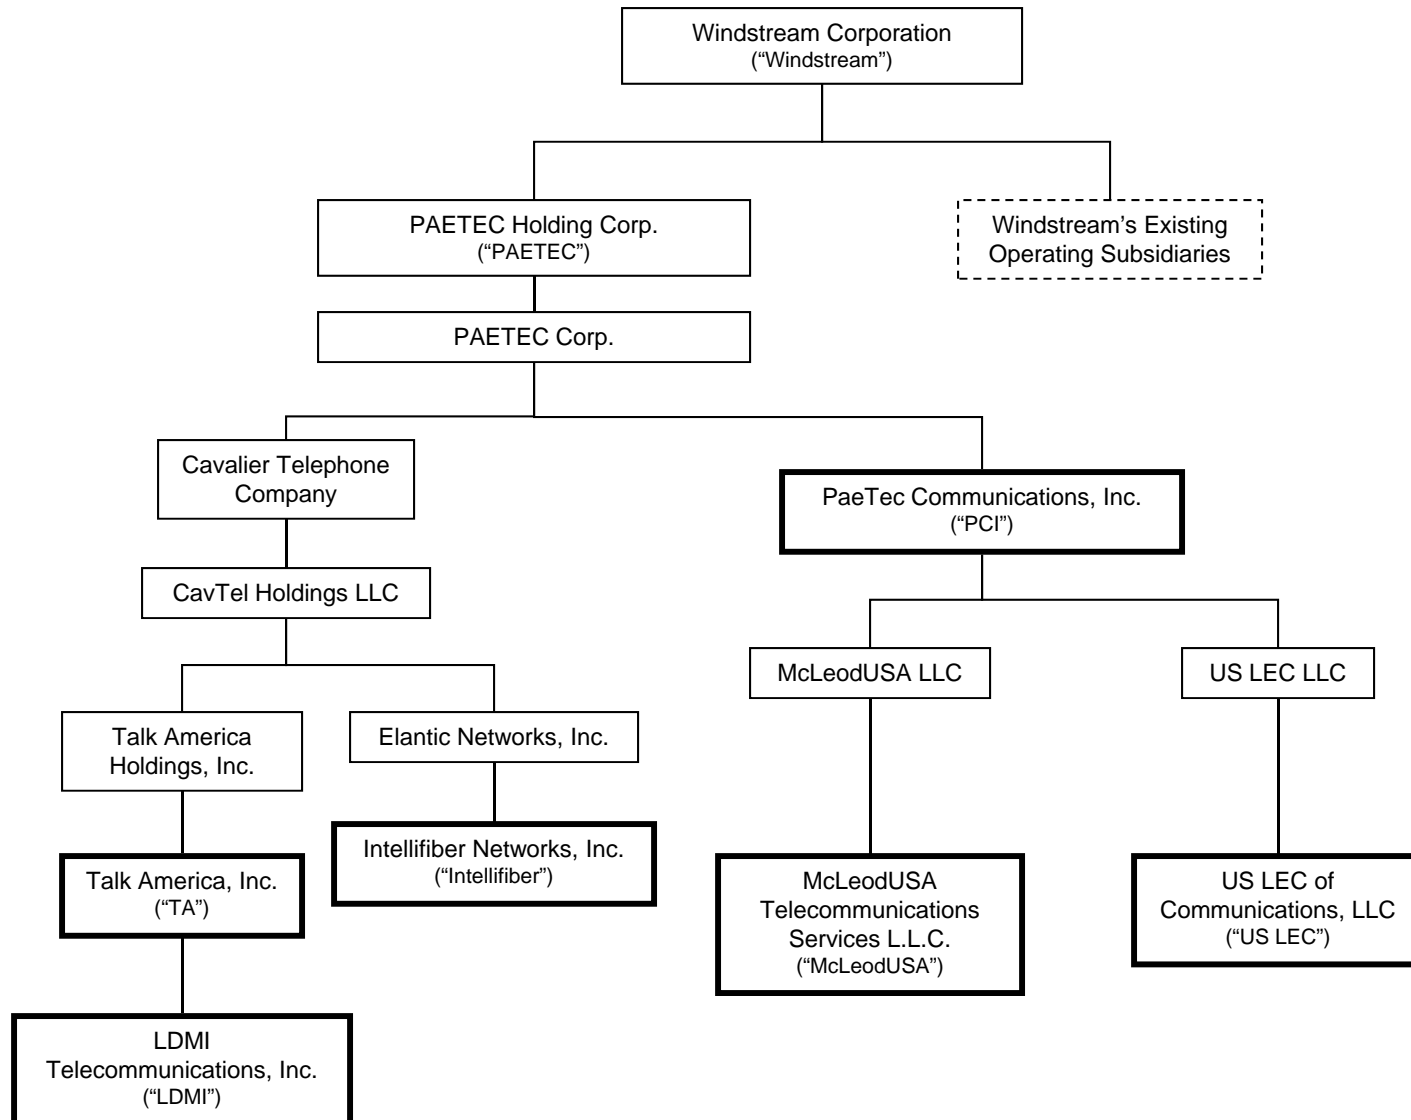 Windstream Corporation
(“Windstream”)
PAETEC Holding Corp.
(“PAETEC”)
Windstream’s Existing
Operating Subsidiaries
PAETEC Corp.
Cavalier Telephone
Company
PaeTec Communications, Inc.
(“PCI”)
CavTel Holdings LLC
McLeodUSA LLC
US LEC LLC
Talk America
Holdings, Inc.
Elantic Networks, Inc.
Intellifiber Networks, Inc.
(“Intellifiber”)
Talk America, Inc.
(“TA”)
McLeodUSA
Telecommunications
Services L.L.C.
(“McLeodUSA”)
US LEC of
Communications, LLC
(“US LEC”)
LDMI
Telecommunications, Inc.
(“LDMI”)